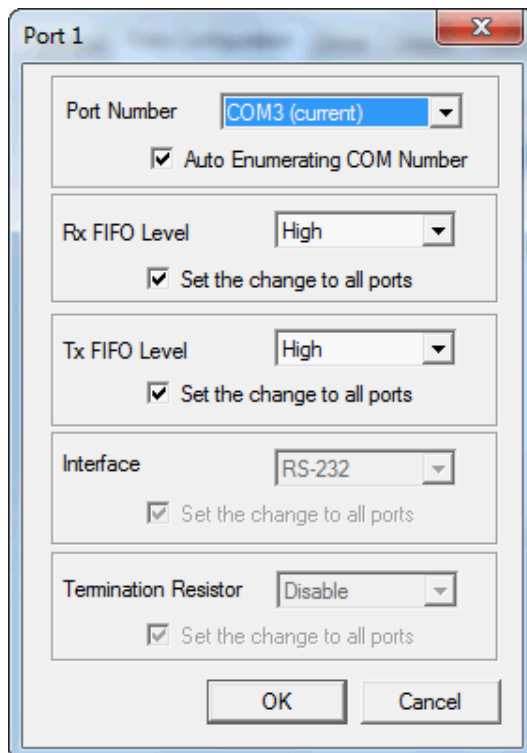 Port 1
Port Number COM3 (current)
Auto Enumerating COM Number
Rx FIFO Level High
Set the change to all ports
Tx FIFO Level High
Set the change to all ports
Interface RS-232
Set the change to all ports
Termination Resistor Disable
Set the change to all ports
OK Cancel